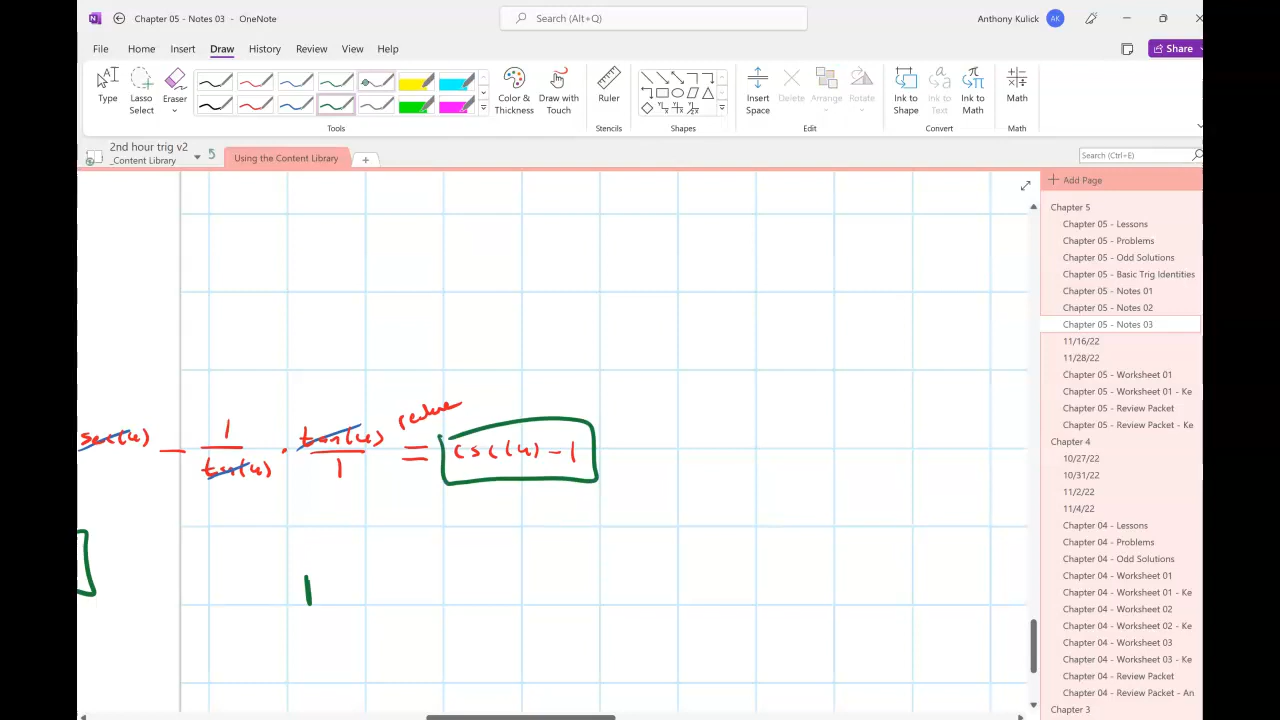 Chapter 05 - Notes 03 - OneNote
Search (Alt+Q)
Anthony Kulick
AK
File Home Insert Draw History Review View Help
Share
Type
Lasso Select
Eraser
Color & Thickness
Draw with Touch
Ruler
Insert Space
Delete
Arrange
Rotate
Ink to Shape
Ink to Text
Ink to Math
Math
Tools
Stencils
Shapes
Edit
Convert
Math
2nd hour trig v2
_Content Library
Using the Content Library
+
Search (Ctrl+E)
Add Page
Chapter 5
Chapter 05 - Lessons
Chapter 05 - Problems
Chapter 05 - Odd Solutions
Chapter 05 - Basic Trig Identities
Chapter 05 - Notes 01
Chapter 05 - Notes 02
Chapter 05 - Notes 03
11/16/22
11/28/22
Chapter 05 - Worksheet 01
Chapter 05 - Worksheet 01 - Ke
Chapter 05 - Review Packet
Chapter 05 - Review Packet - Ke
Chapter 4
10/27/22
10/31/22
11/2/22
11/4/22
Chapter 04 - Lessons
Chapter 04 - Problems
Chapter 04 - Odd Solutions
Chapter 04 - Worksheet 01
Chapter 04 - Worksheet 01 - Ke
Chapter 04 - Worksheet 02
Chapter 04 - Worksheet 02 - Ke
Chapter 04 - Worksheet 03
Chapter 04 - Worksheet 03 - Ke
Chapter 04 - Review Packet
Chapter 04 - Review Packet - An
Chapter 3
reduce
1 tan(u)
— · = csc(u) - 1
1